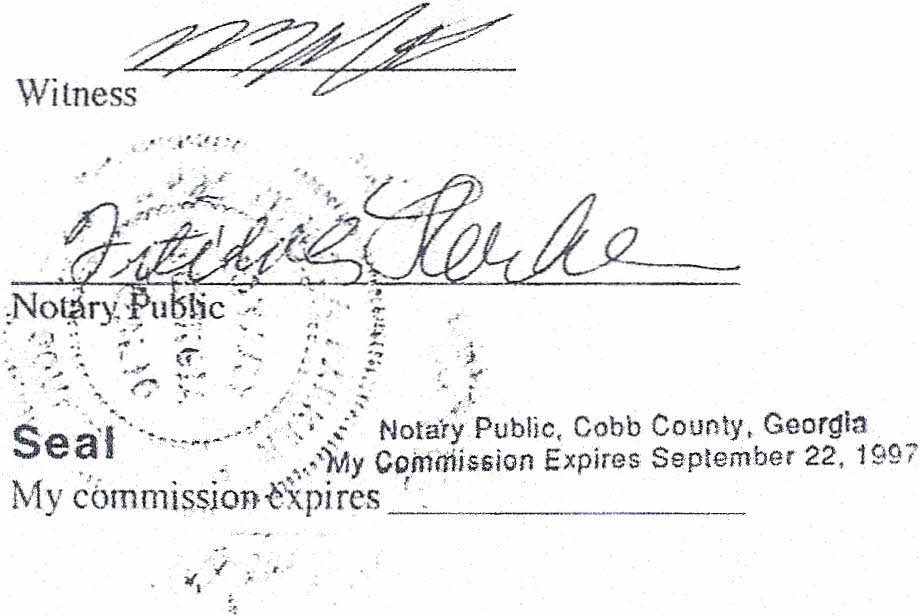 Witness
Notary Public
Seal
Notary Public, Cobb County, Georgia
My Commission Expires September 22, 1997
My commission expires